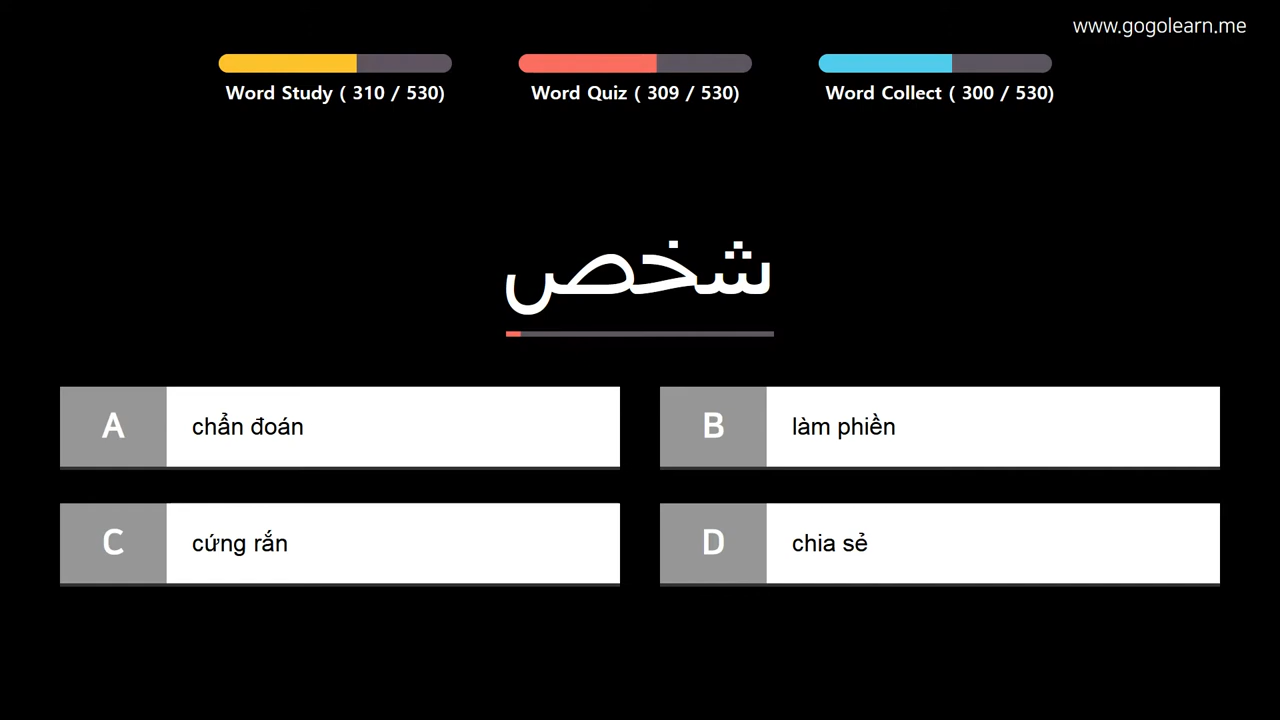 www.gogolearn.me
Word Study ( 310 / 530)
Word Quiz ( 309 / 530)
Word Collect ( 300 / 530)
شخص
A chẩn đoán
B làm phiền
C cứng rắn
D chia sẻ